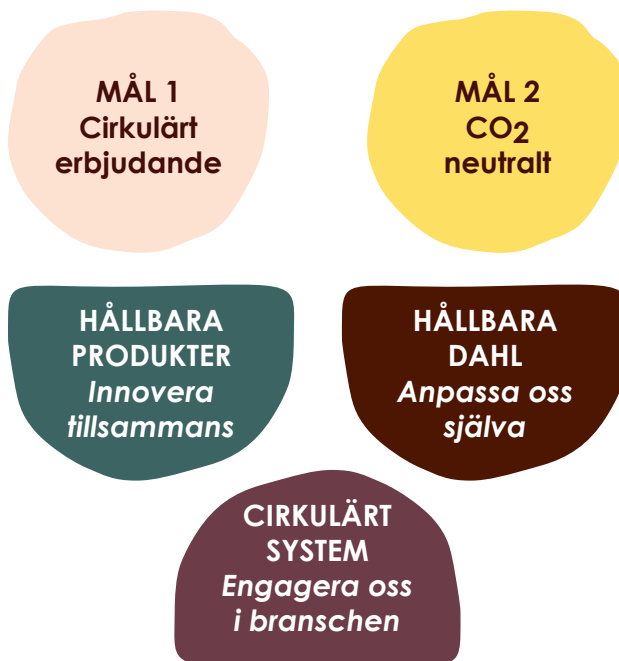 MÅL 1
Cirkulärt
erbjudande
MÅL 2
CO2
neutralt
HÅLLBARA
PRODUKTER
Innovera
tillsammans
HÅLLBARA
DAHL
Anpassa oss
själva
CIRKULÄRT
SYSTEM
Engagera oss
i branschen